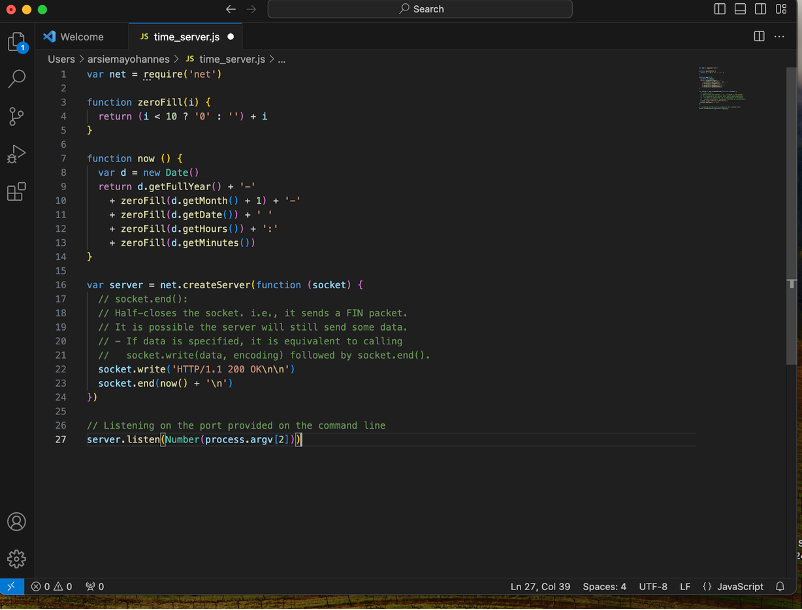 Search
Welcome
JS time_server.js
Users > arsiemayohannes > JS time_server.js > ...
1
1 var net = require('net')
2
3 function zeroFill(i) {
4   return (i < 10 ? '0' : '') + i
5 }
6
7 function now () {
8   var d = new Date()
9   return d.getFullYear() + '-'
10     + zeroFill(d.getMonth() + 1) + '-'
11     + zeroFill(d.getDate()) + ' '
12     + zeroFill(d.getHours()) + ':'
13     + zeroFill(d.getMinutes())
14 }
15
16 var server = net.createServer(function (socket) {
17   // socket.end():
18   // Half-closes the socket. i.e., it sends a FIN packet.
19   // It is possible the server will still send some data.
20   // - If data is specified, it is equivalent to calling
21   //   socket.write(data, encoding) followed by socket.end().
22   socket.write('HTTP/1.1 200 OK\n\n')
23   socket.end(now() + '\n')
24 })
25
26 // Listening on the port provided on the command line
27 server.listen(Number(process.argv[2]))
0 0 0 Ln 27, Col 39 Spaces: 4 UTF-8 LF {} JavaScript